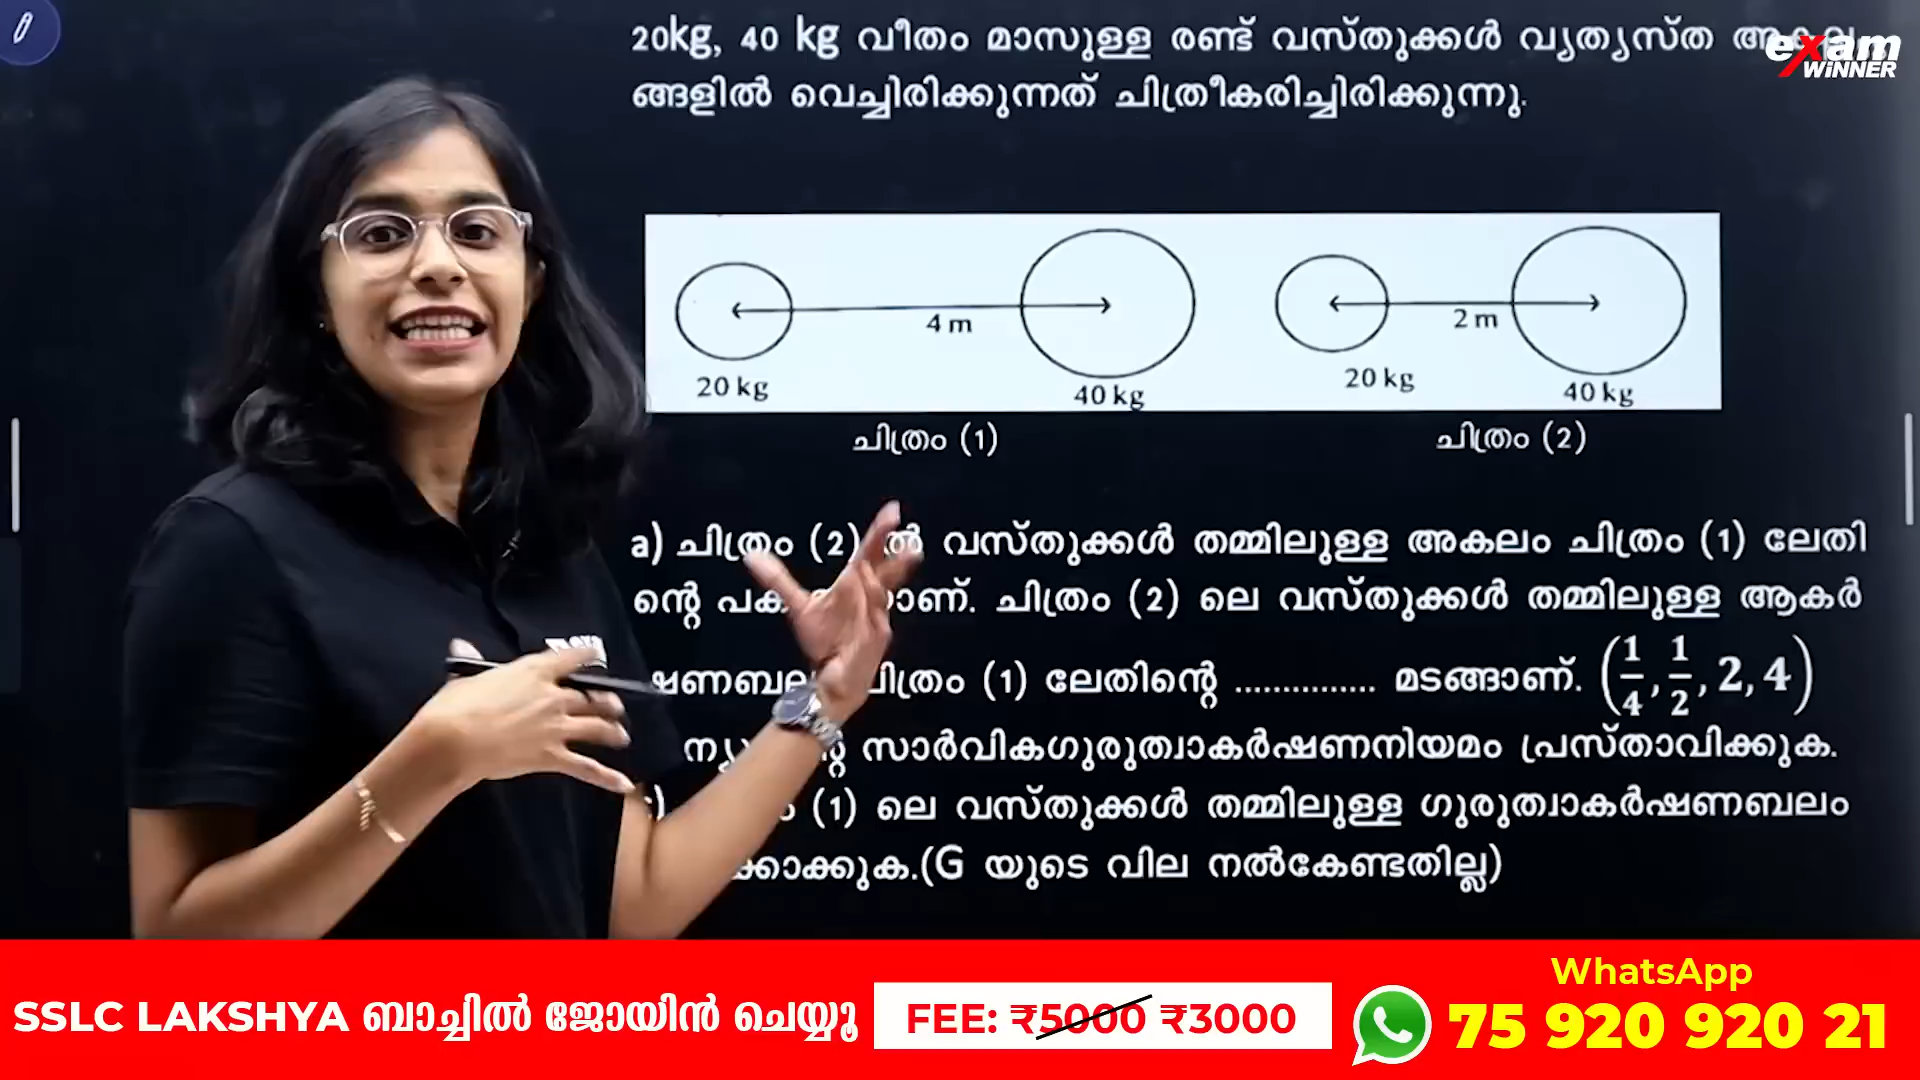 20kg, 40 kg വീതം മാസുള്ള രണ്ട് വസ്തുക്കൾ വ്യത്യസ്ത
ങ്ങളിൽ വെച്ചിരിക്കുന്നത് ചിത്രീകരിച്ചിരിക്കുന്നു.
exam
WiNNER
4 m
2 m
20 kg
40 kg
20 kg
40 kg
ചിത്രം (1)
ചിത്രം (2)
a) ചിത്രം (2) ൽ വസ്തുക്കൾ തമ്മിലുള്ള അകലം ചിത്രം (1) ലേതി
ന്റെ ചിത്രം (2) ലെ വസ്തുക്കൾ തമ്മിലുള്ള ആകർ
ഷണബലം (1) ലേതിന്റെ ............... മടങ്ങാണ്. (1/4, 1/2, 2, 4)
സാർവികഗുരുത്വാകർഷണനിയമം പ്രസ്താവിക്കുക.
(1) ലെ വസ്തുക്കൾ തമ്മിലുള്ള ഗുരുത്വാകർഷണബലം
(G യുടെ വില നൽകേണ്ടതില്ല)
SSLC LAKSHYA ബാച്ചിൽ ജോയിൻ ചെയ്യൂ
FEE: ₹5000 ₹3000
WhatsApp
75 920 920 21